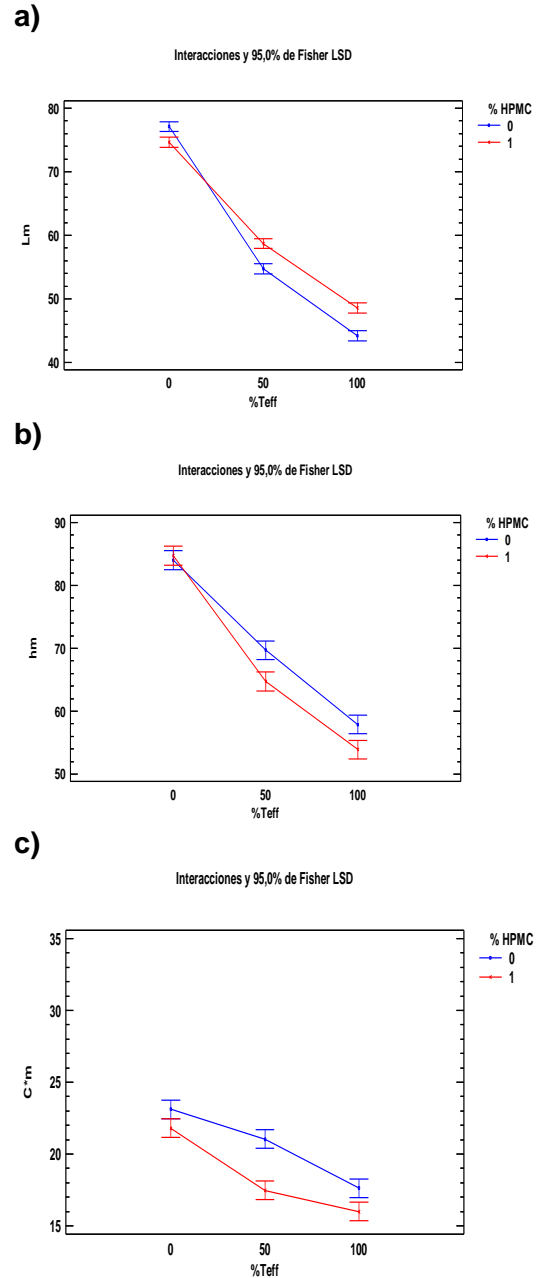 a)
Interacciones y 95,0% de Fisher LSD
80
70
60
50
40
Lm
0 50 100
%Teff
% HPMC
0
1
b)
Interacciones y 95,0% de Fisher LSD
90
80
70
60
50
hm
0 50 100
%Teff
% HPMC
0
1
c)
Interacciones y 95,0% de Fisher LSD
35
30
25
20
15
C*m
0 50 100
%Teff
% HPMC
0
1